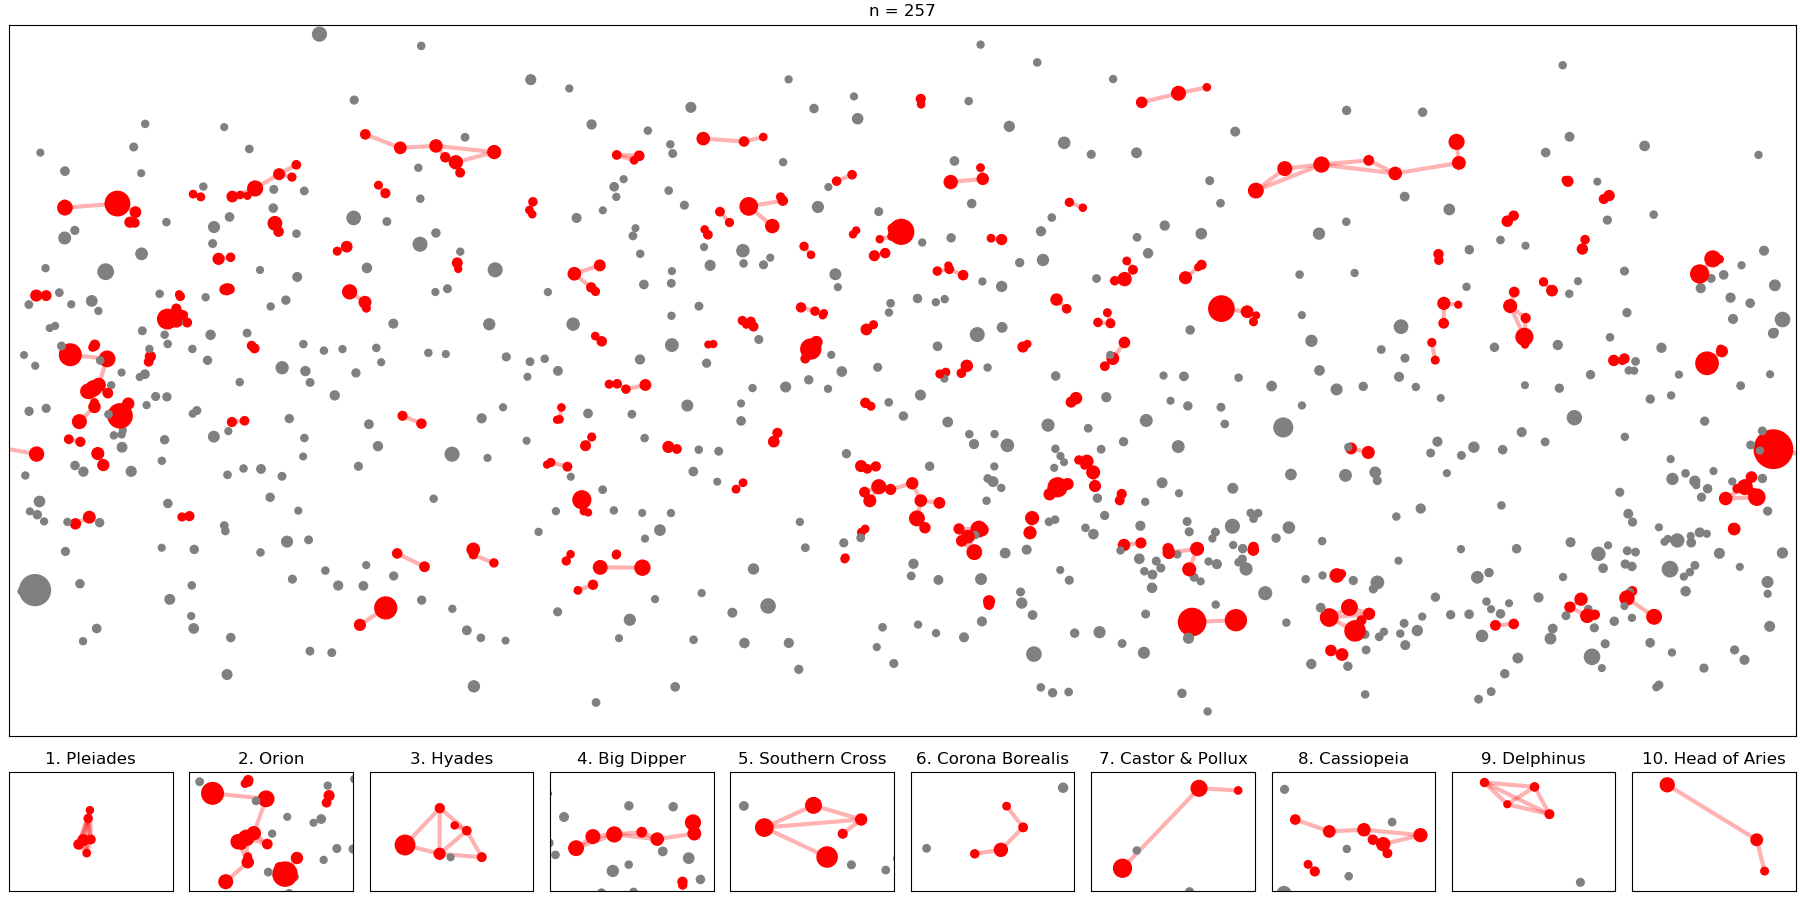 n = 257
1. Pleiades
2. Orion
3. Hyades
4. Big Dipper
5. Southern Cross
6. Corona Borealis
7. Castor & Pollux
8. Cassiopeia
9. Delphinus
10. Head of Aries